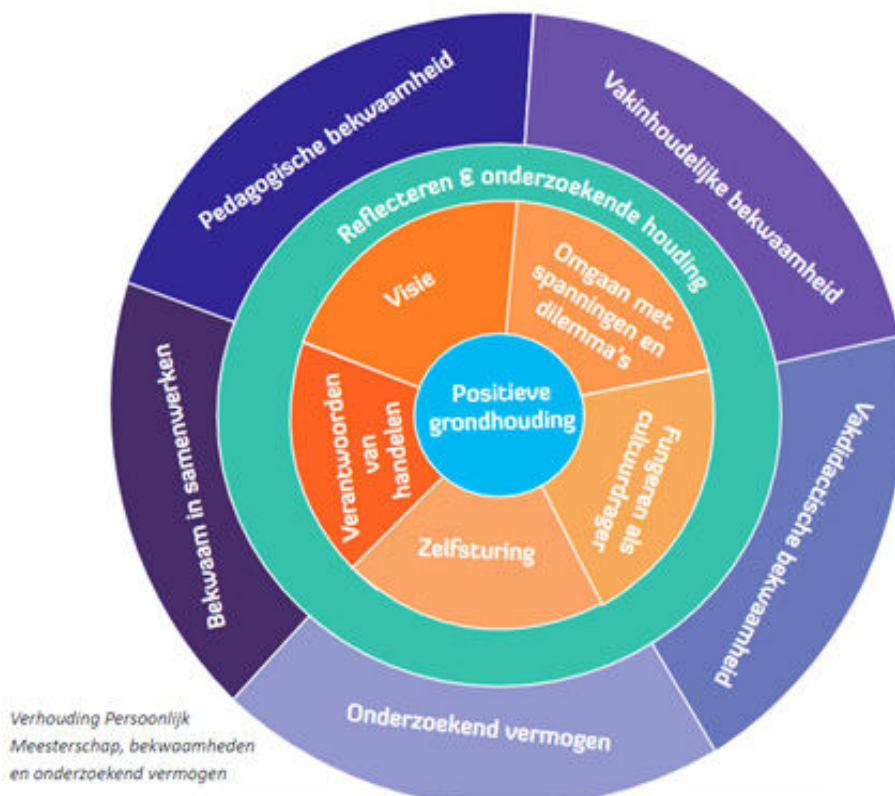 Pedagogische bekwaamheid
Vakinhoudelijke bekwaamheid
Reflecteren & onderzoekende houding
Visie
Omgaan met
spanningen en
dilemma's
Positieve
grondhouding
Verantwoorden
van
handelen
Fungeren als
cultuurdrager
Zelfsturing
Bekwaam in samenwerken
Vakdidactische bekwaamheid
Onderzoekend vermogen
Verhouding Persoonlijk
Meesterschap, bekwaamheden
en onderzoekend vermogen